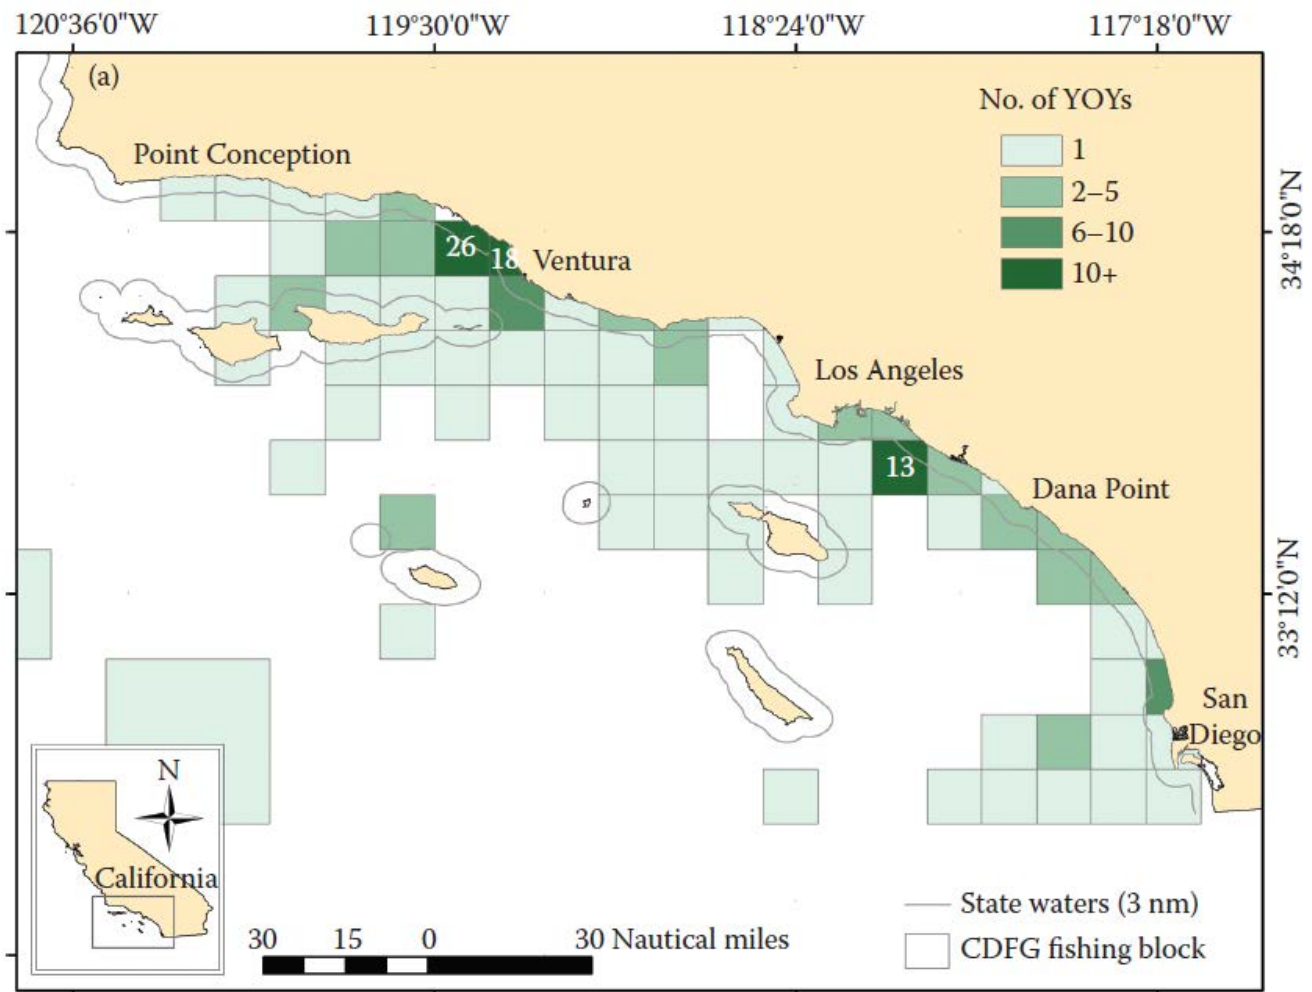 120°36'0"W 119°30'0"W 118°24'0"W 117°18'0"W
(a)
No. of YOYs
1
2–5
6–10
10+
Point Conception
34°18'0"N
26
18
Ventura
Los Angeles
13
Dana Point
33°12'0"N
San
Diego
N
California
State waters (3 nm)
30 15 0 30 Nautical miles
CDFG fishing block